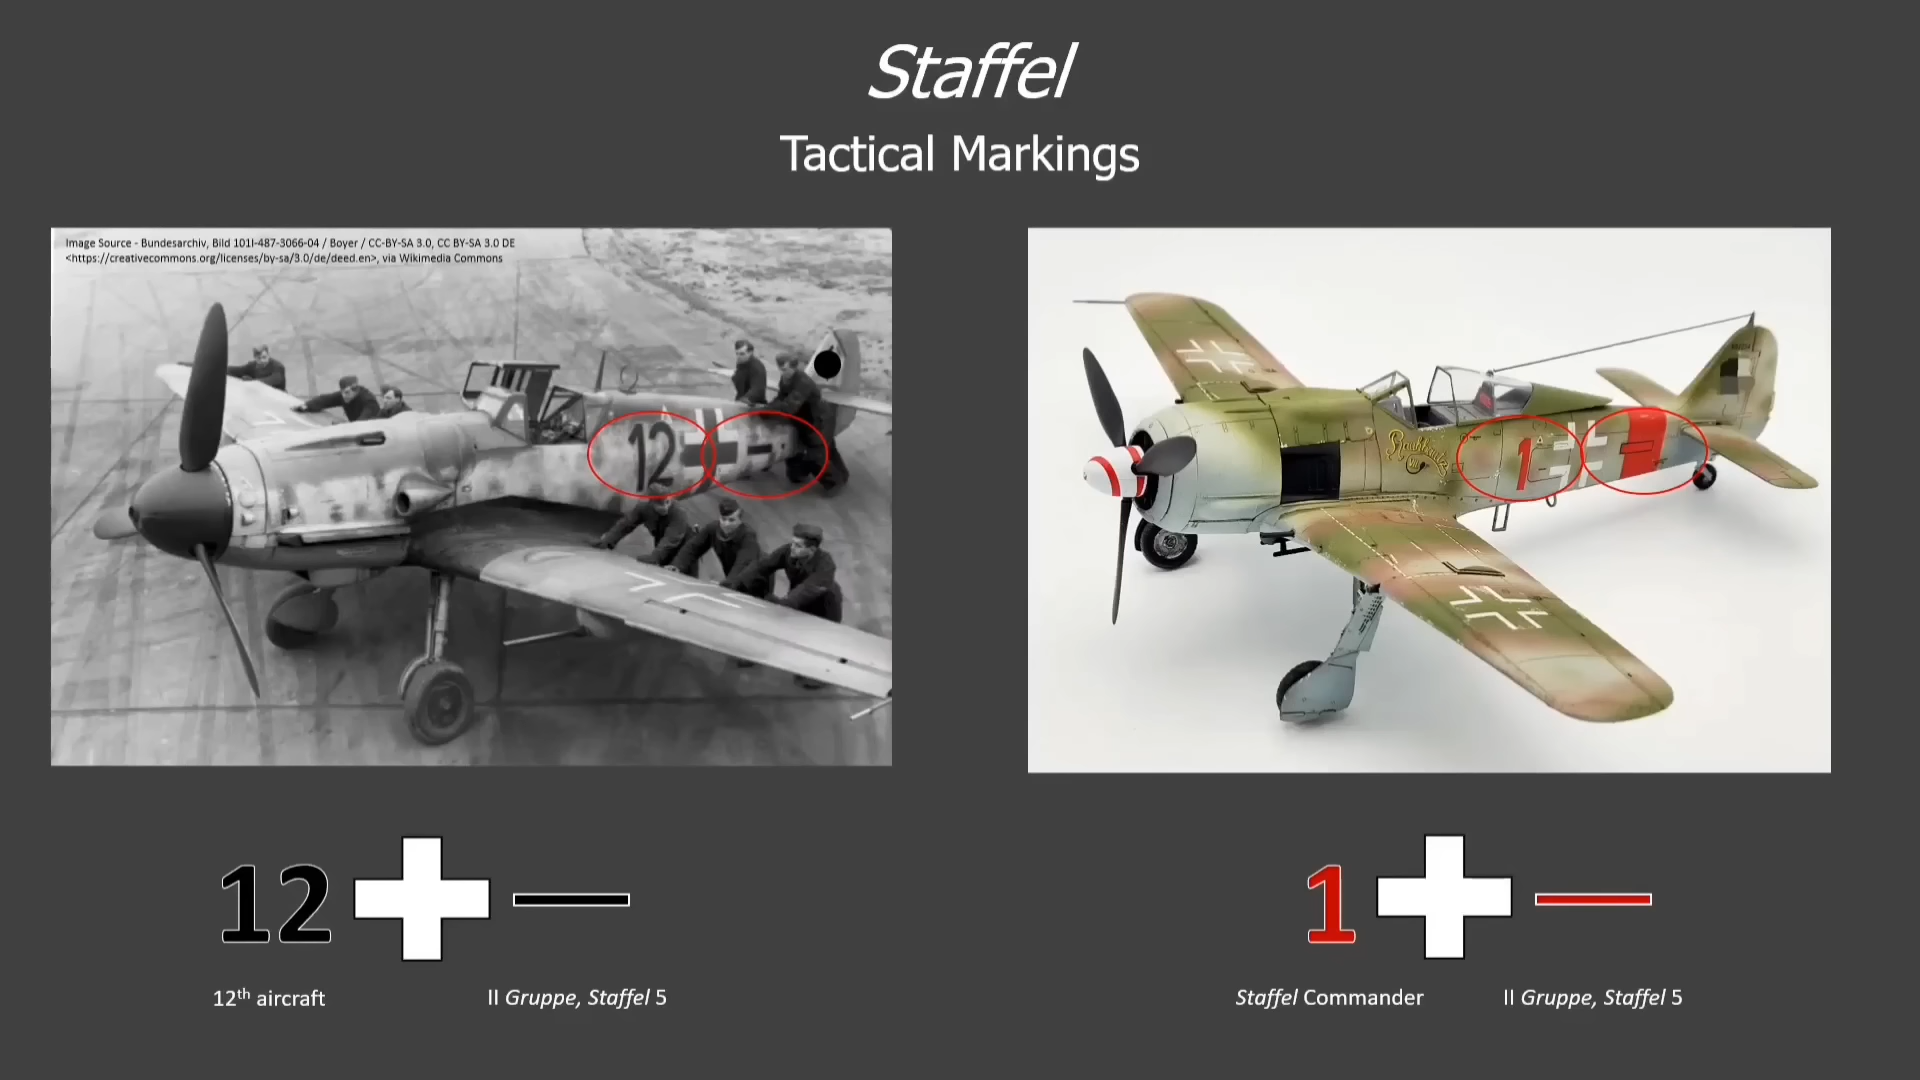 Staffel
Tactical Markings
Image Source - Bundesarchiv, Bild 101I-487-3066-04 / Boyer / CC-BY-SA 3.0, CC BY-SA 3.0 DE
<https://creativecommons.org/licenses/by-sa/3.0/de/deed.en>, via Wikimedia Commons
12
1
12
1
12th aircraft
II Gruppe, Staffel 5
Staffel Commander
II Gruppe, Staffel 5